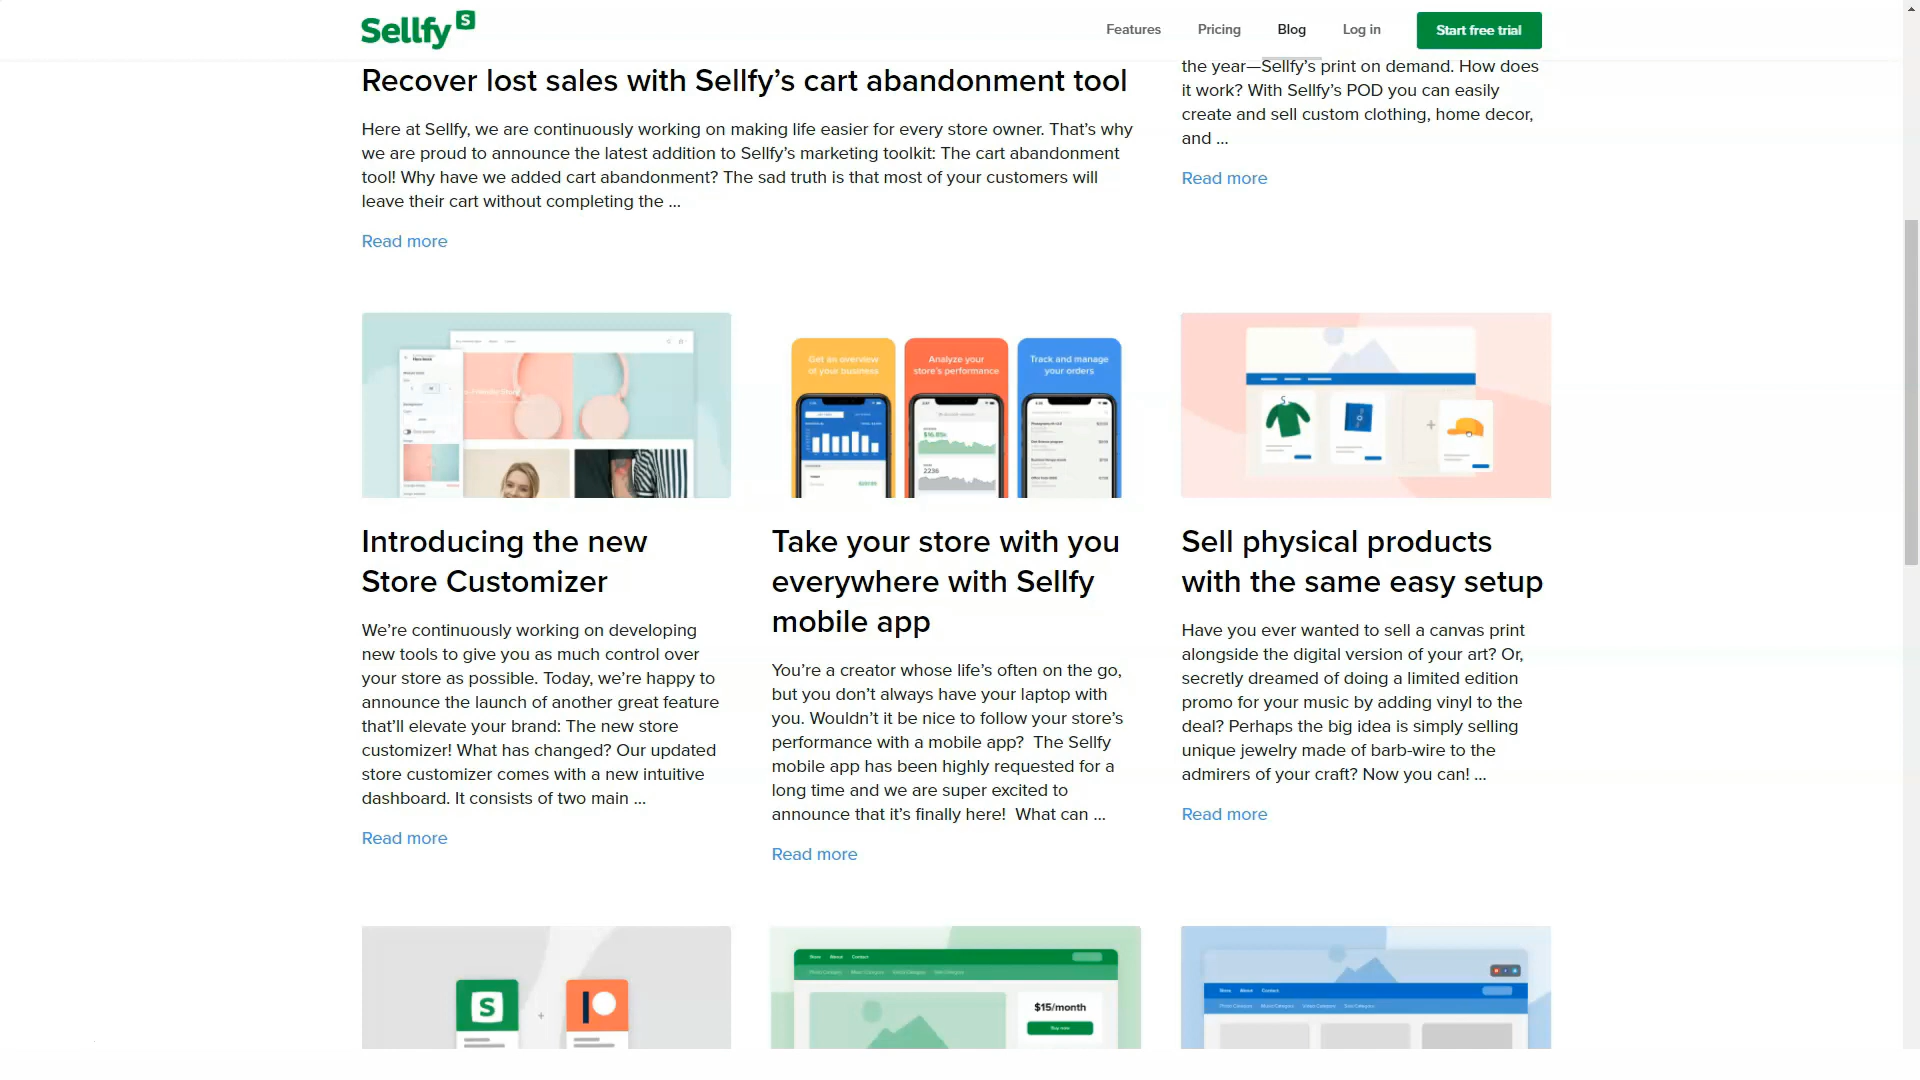 Sellfy S
Features Pricing Blog Log in Start free trial
Recover lost sales with Sellfy’s cart abandonment tool
Here at Sellfy, we are continuously working on making life easier for every store owner. That’s why
we are proud to announce the latest addition to Sellfy’s marketing toolkit: The cart abandonment
tool! Why have we added cart abandonment? The sad truth is that most of your customers will
leave their cart without completing the ...
Read more
the year—Sellfy’s print on demand. How does
it work? With Sellfy’s POD you can easily
create and sell custom clothing, home decor,
and ...
Read more
Get an overview
of your business
Analyze your
store’s performance
Track and manage
your orders
Introducing the new
Store Customizer
We’re continuously working on developing
new tools to give you as much control over
your store as possible. Today, we’re happy to
announce the launch of another great feature
that’ll elevate your brand: The new store
customizer! What has changed? Our updated
store customizer comes with a new intuitive
dashboard. It consists of two main ...
Read more
Take your store with you
everywhere with Sellfy
mobile app
You’re a creator whose life’s often on the go,
but you don’t always have your laptop with
you. Wouldn’t it be nice to follow your store’s
performance with a mobile app?  The Sellfy
mobile app has been highly requested for a
long time and we are super excited to
announce that it’s finally here!  What can ...
Read more
Sell physical products
with the same easy setup
Have you ever wanted to sell a canvas print
alongside the digital version of your art? Or,
secretly dreamed of doing a limited edition
promo for your music by adding vinyl to the
deal? Perhaps the big idea is simply selling
unique jewelry made of barb-wire to the
admirers of your craft? Now you can! ...
Read more
S +
Store About Contact
$15/month
Buy now
Store About Contact